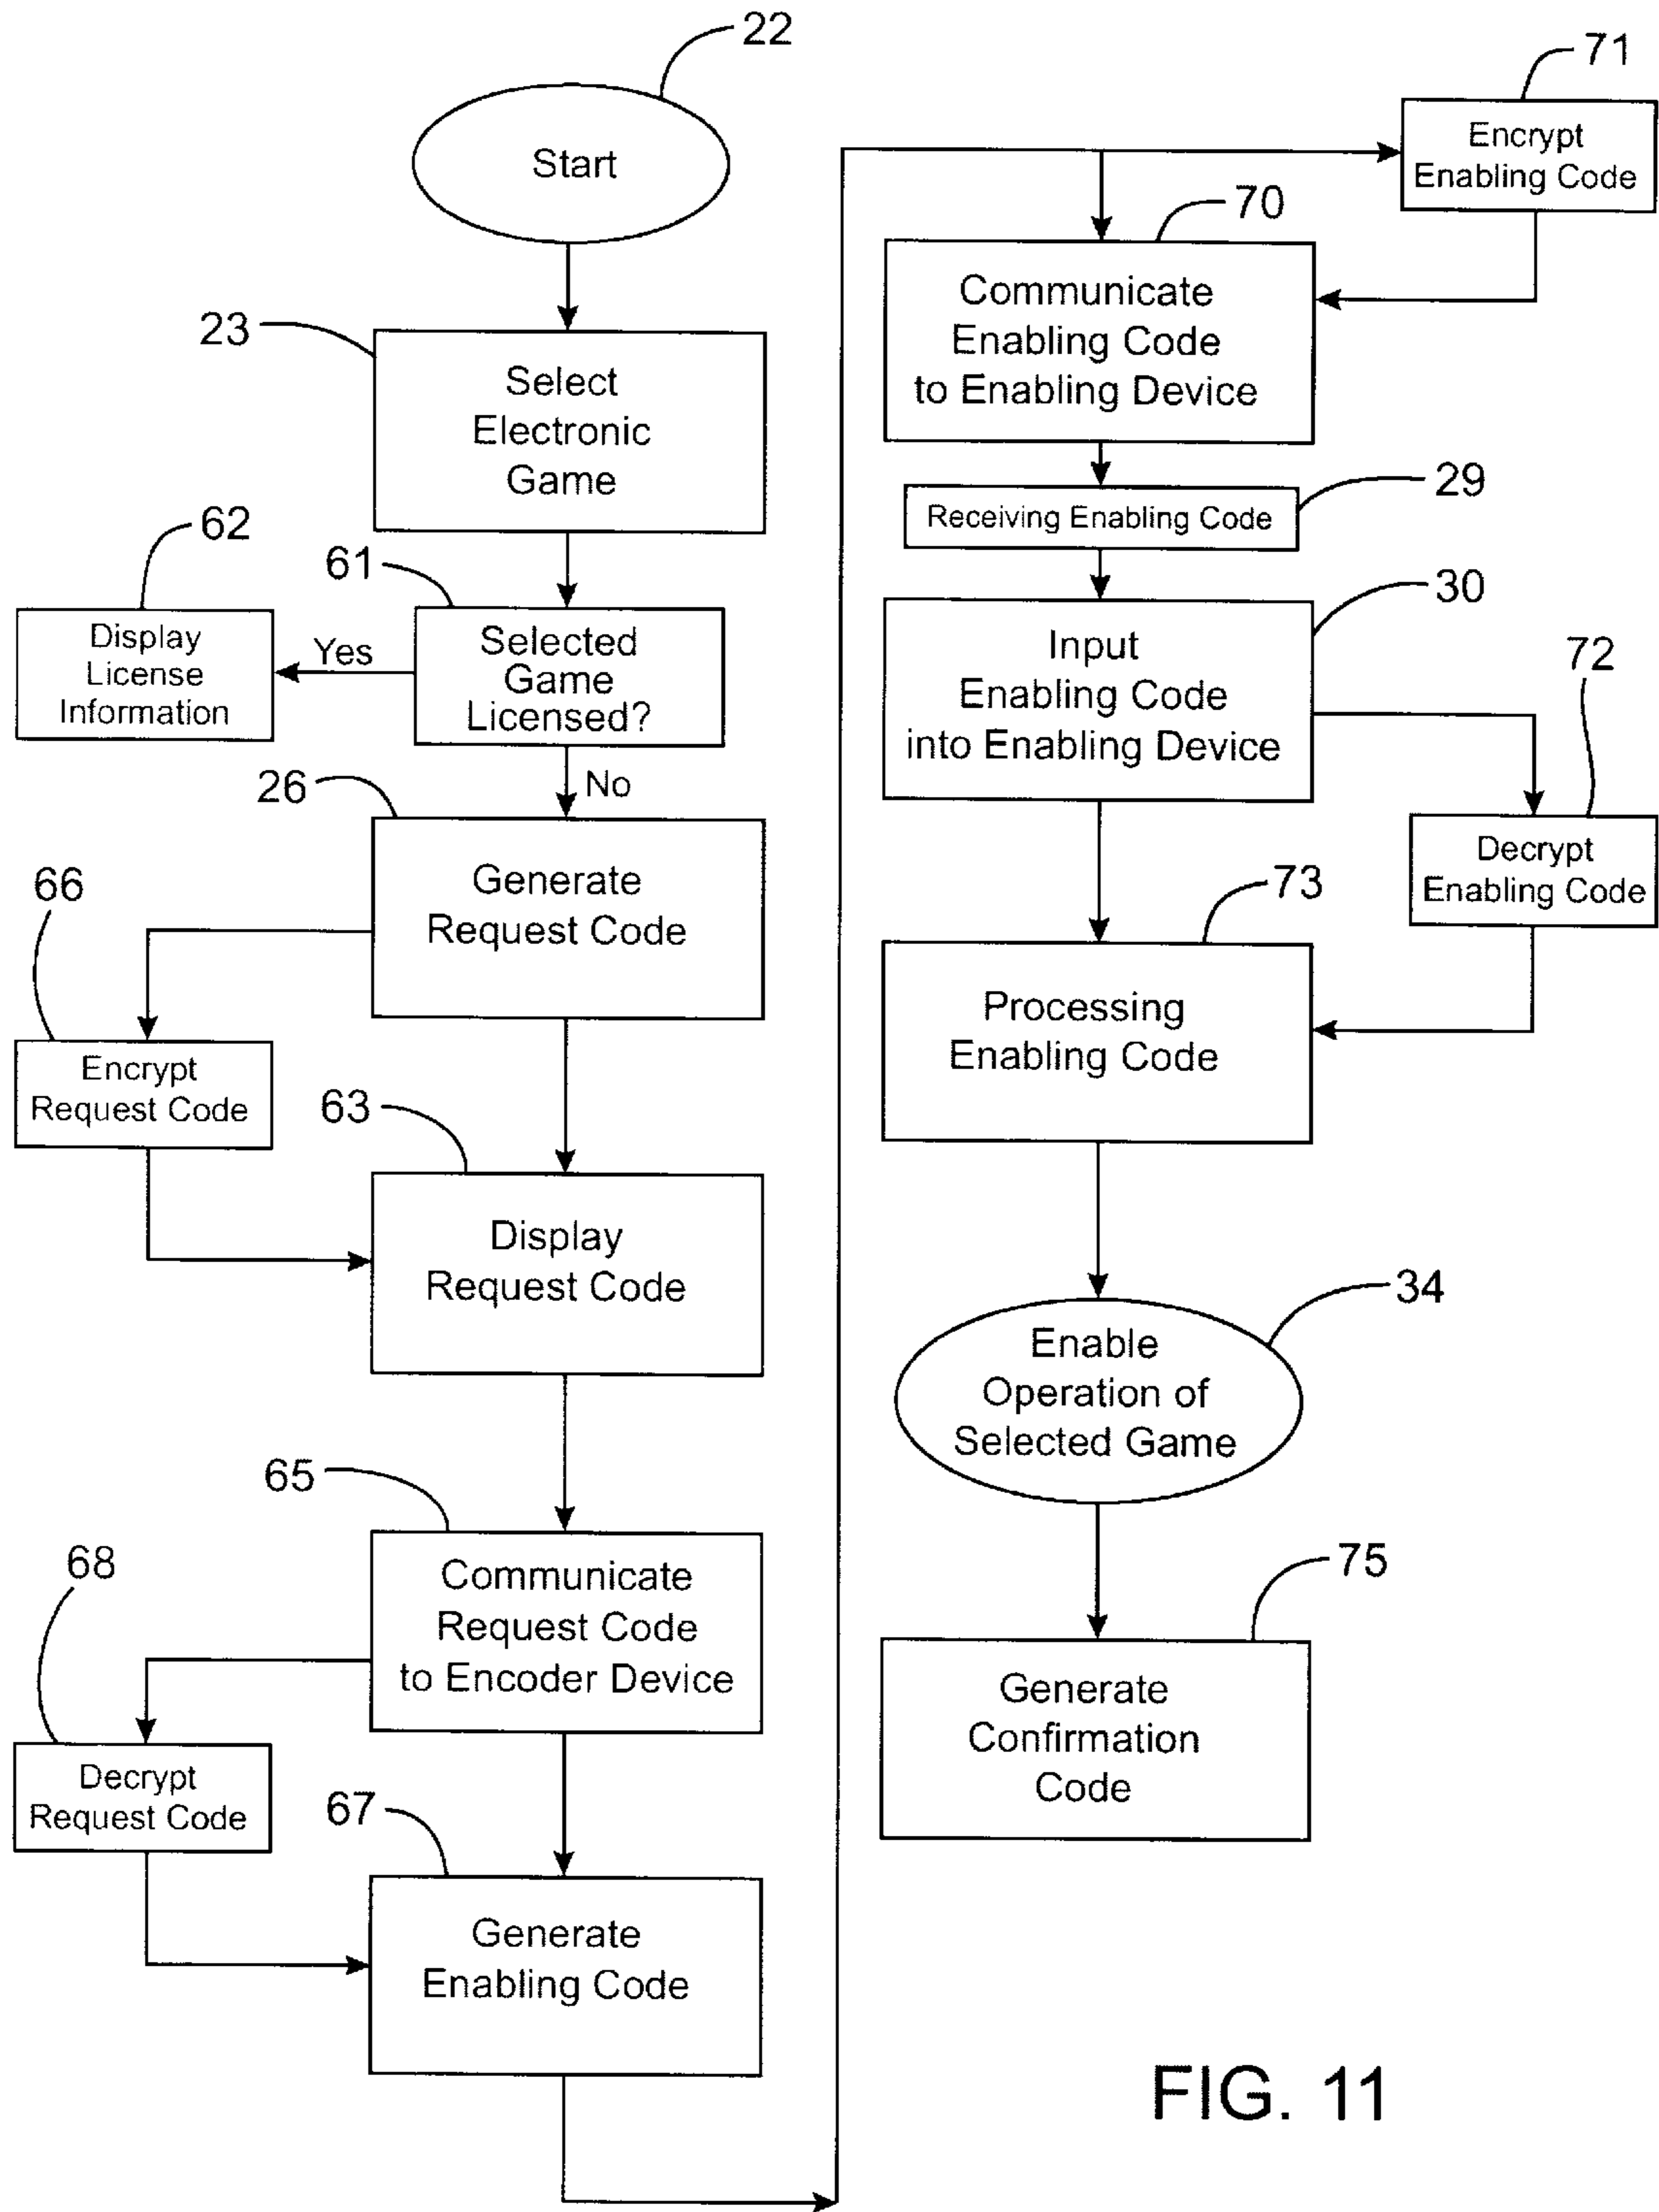 22
Start
23
Select
Electronic
Game
62
61
Display
License
Information
Yes
Selected
Game
Licensed?
No
26
Generate
Request Code
66
Encrypt
Request Code
63
Display
Request Code
65
Communicate
Request Code
to Encoder Device
68
Decrypt
Request Code
67
Generate
Enabling Code
71
Encrypt
Enabling Code
70
Communicate
Enabling Code
to Enabling Device
29
Receiving Enabling Code
30
Input
Enabling Code
into Enabling Device
72
Decrypt
Enabling Code
73
Processing
Enabling Code
34
Enable
Operation of
Selected Game
75
Generate
Confirmation
Code
FIG. 11